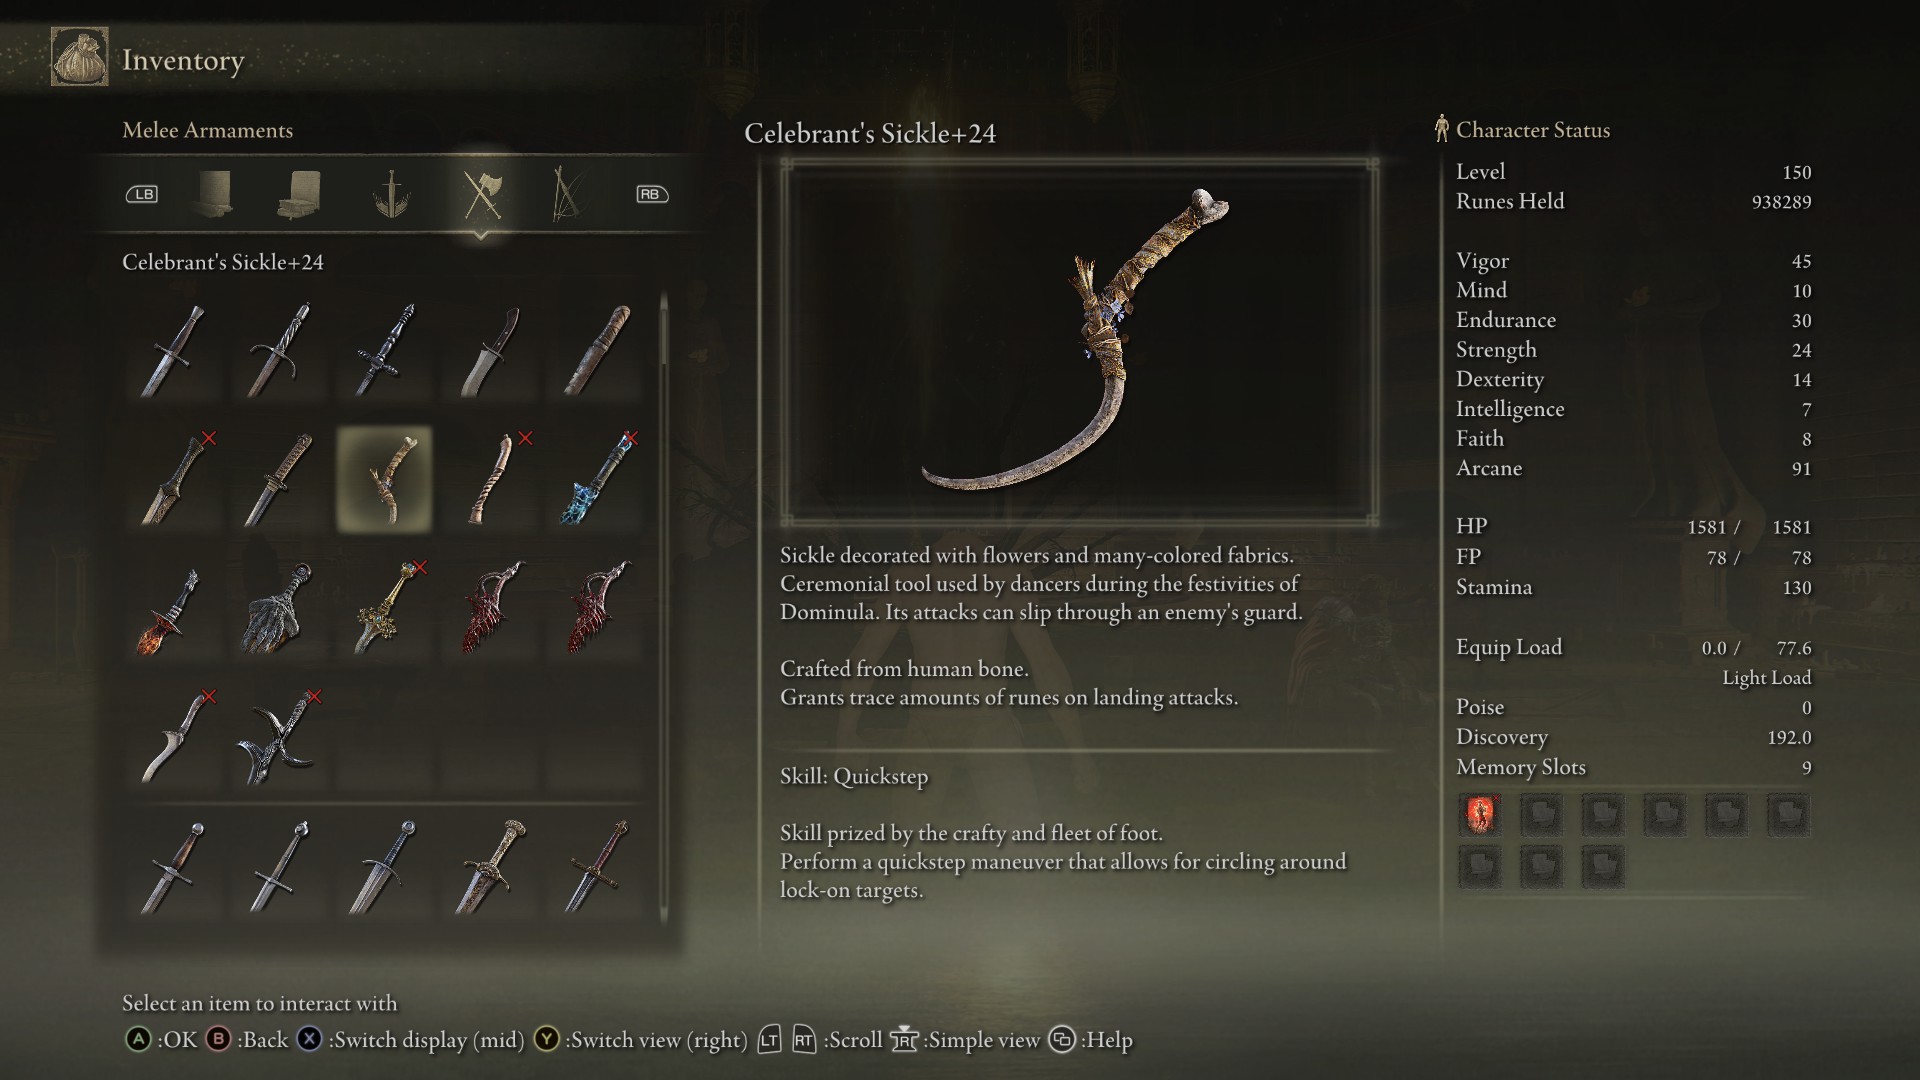 Inventory
Melee Armaments
LB
RB
Celebrant's Sickle+24
Celebrant's Sickle+24
Sickle decorated with flowers and many-colored fabrics.
Ceremonial tool used by dancers during the festivities of
Dominula. Its attacks can slip through an enemy's guard.
Crafted from human bone.
Grants trace amounts of runes on landing attacks.
Skill: Quickstep
Skill prized by the crafty and fleet of foot.
Perform a quickstep maneuver that allows for circling around
lock-on targets.
Character Status
Level 150
Runes Held 938289
Vigor 45
Mind 10
Endurance 30
Strength 24
Dexterity 14
Intelligence 7
Faith 8
Arcane 91
HP 1581 / 1581
FP 78 / 78
Stamina 130
Equip Load 0.0 / 77.6
Light Load
Poise 0
Discovery 192.0
Memory Slots 9
Select an item to interact with
A :OK B :Back X :Switch display (mid) Y :Switch view (right) LT RT :Scroll R :Simple view :Help